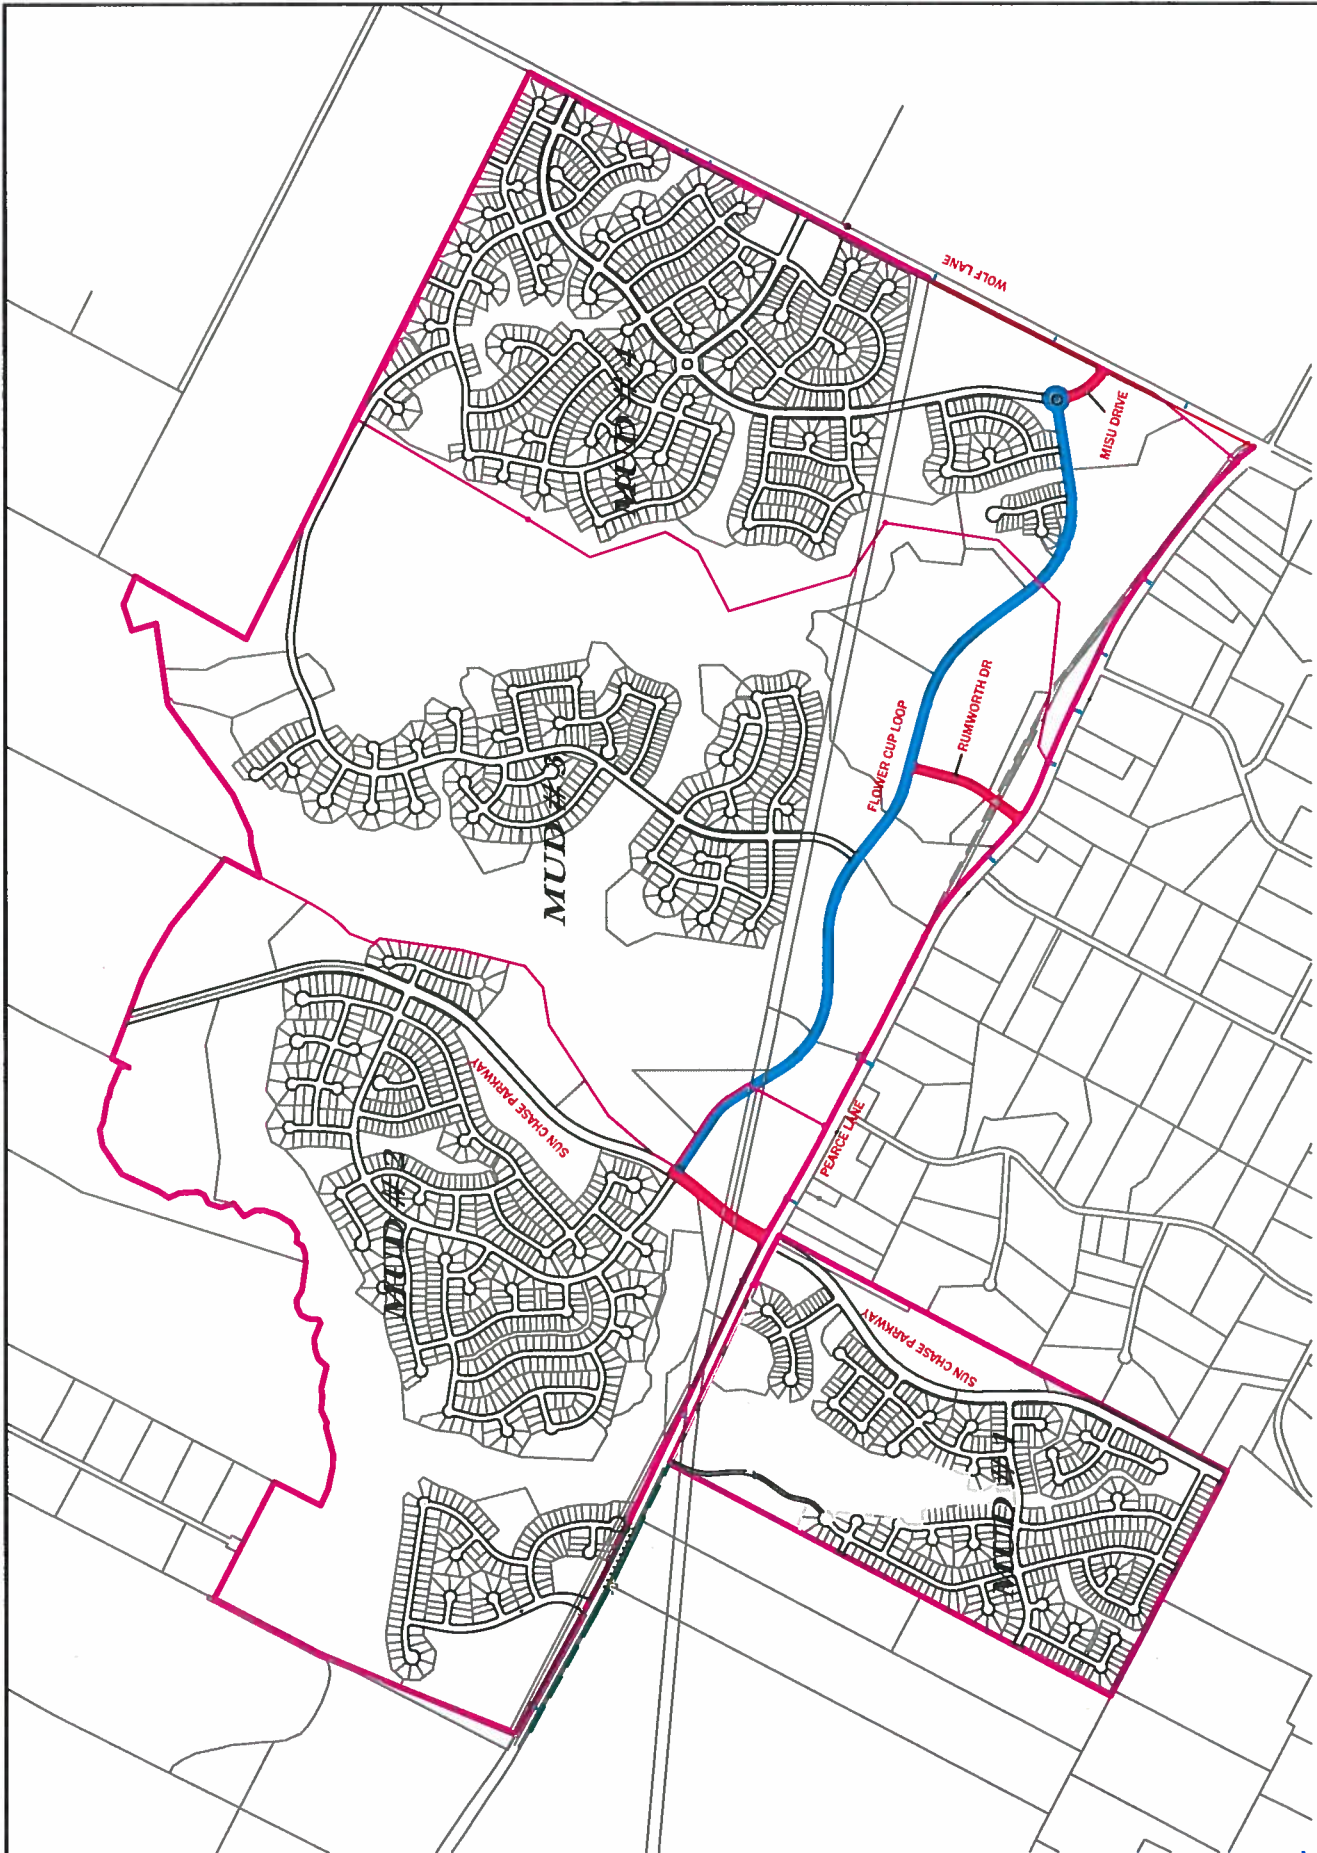 WOLF LANE
MUD #4
MISU DRIVE
RUMWORTH DR
FLOWER CUP LOOP
MUD #3
SUN CHASE PARKWAY
PEARCE LANE
MUD #2
SUN CHASE PARKWAY
MUD #1